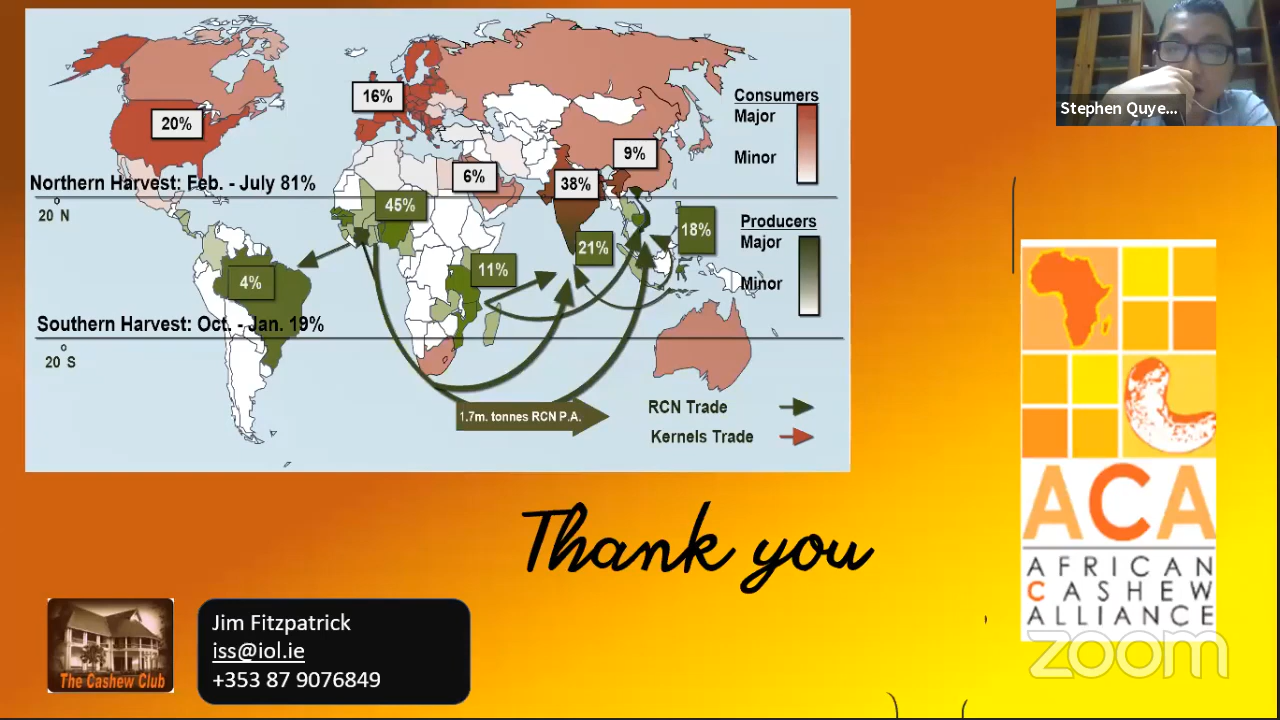 Stephen Quye...
Consumers
Major
Minor
16%
20%
9%
6%
38%
Northern Harvest: Feb. - July 81%
20 N
45%
Producers
Major
Minor
18%
21%
11%
4%
Southern Harvest: Oct. - Jan. 19%
20 S
1.7m. tonnes RCN P.A.
RCN Trade
Kernels Trade
Thank you
The Cashew Club
Jim Fitzpatrick
iss@iol.ie
+353 87 9076849
ACA
AFRICAN
CASHEW
ALLIANCE
zoom